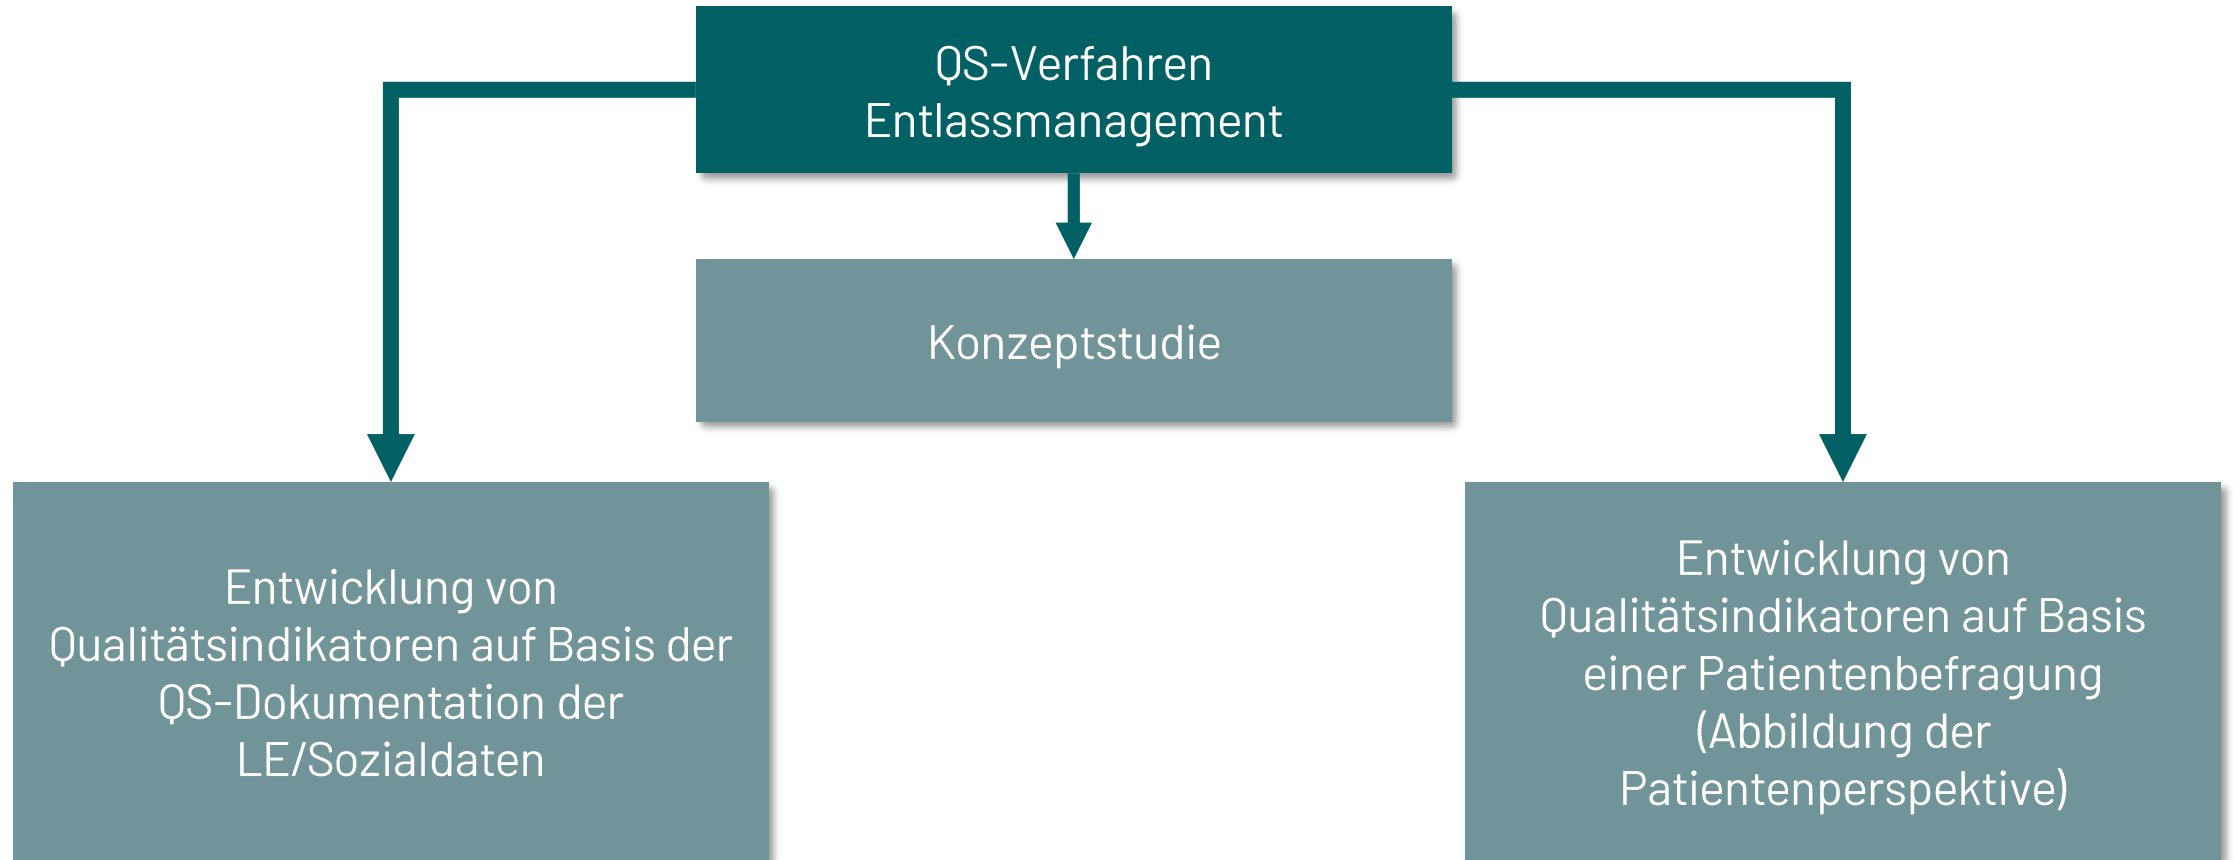 QS-Verfahren
Entlassmanagement
Konzeptstudie
Entwicklung von
Qualitätsindikatoren auf Basis der
QS-Dokumentation der
LE/Sozialdaten
Entwicklung von
Qualitätsindikatoren auf Basis
einer Patientenbefragung
(Abbildung der
Patientenperspektive)